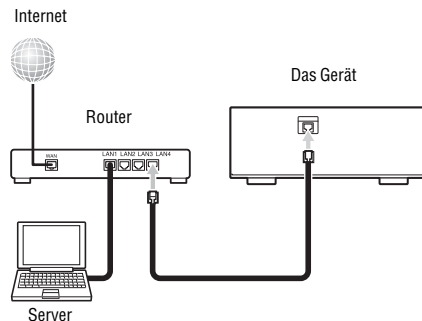 Internet
Das Gerät
Router
WAN
LAN1 LAN2 LAN3 LAN4
Server